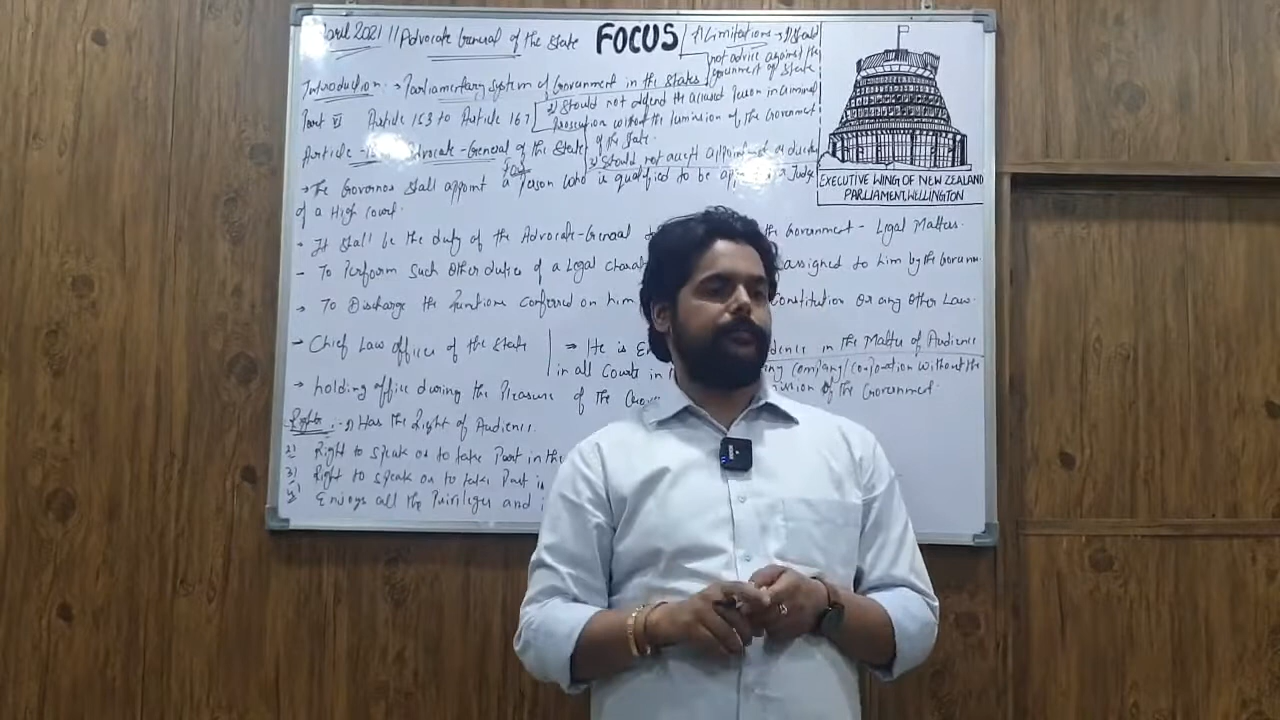 April 2021 // Advocate General of the State
FOCUS
1) Limitations → 1) Should
not advice against the
Government of State
Introduction :→ Parliamentary System of Government in the States
2) Should not defend the accused Person in criminal
Part VI Article 153 to Article 167
Prosecution without the Permission of the Government
of the State.
Article Advocate-General of the State
3) Should not accept appointment as a director
→ The Governor shall appoint a Person who is qualified to be a Judge
of a High Court.
→ It shall be the duty of the Advocate-General the Government - Legal Matters.
- To Perform Such Other duties of a Legal assigned to him by the
→ To Discharge the functions conferred on him Constitution Or any Other Law.
→ Chief Law officer of the State
→ He is in the Matter of Audience
in all Courts in
company/corporation without the
of the Government
→ holding office during the Pleasure of the
Rights :- 1) Has the Right of Audience.
2) Right to speak or to take Part in the
3) Right to speak or to take Part
4) Enjoys all the Privileges and
EXECUTIVE WING OF NEW ZEALAND
PARLIAMENT, WELLINGTON